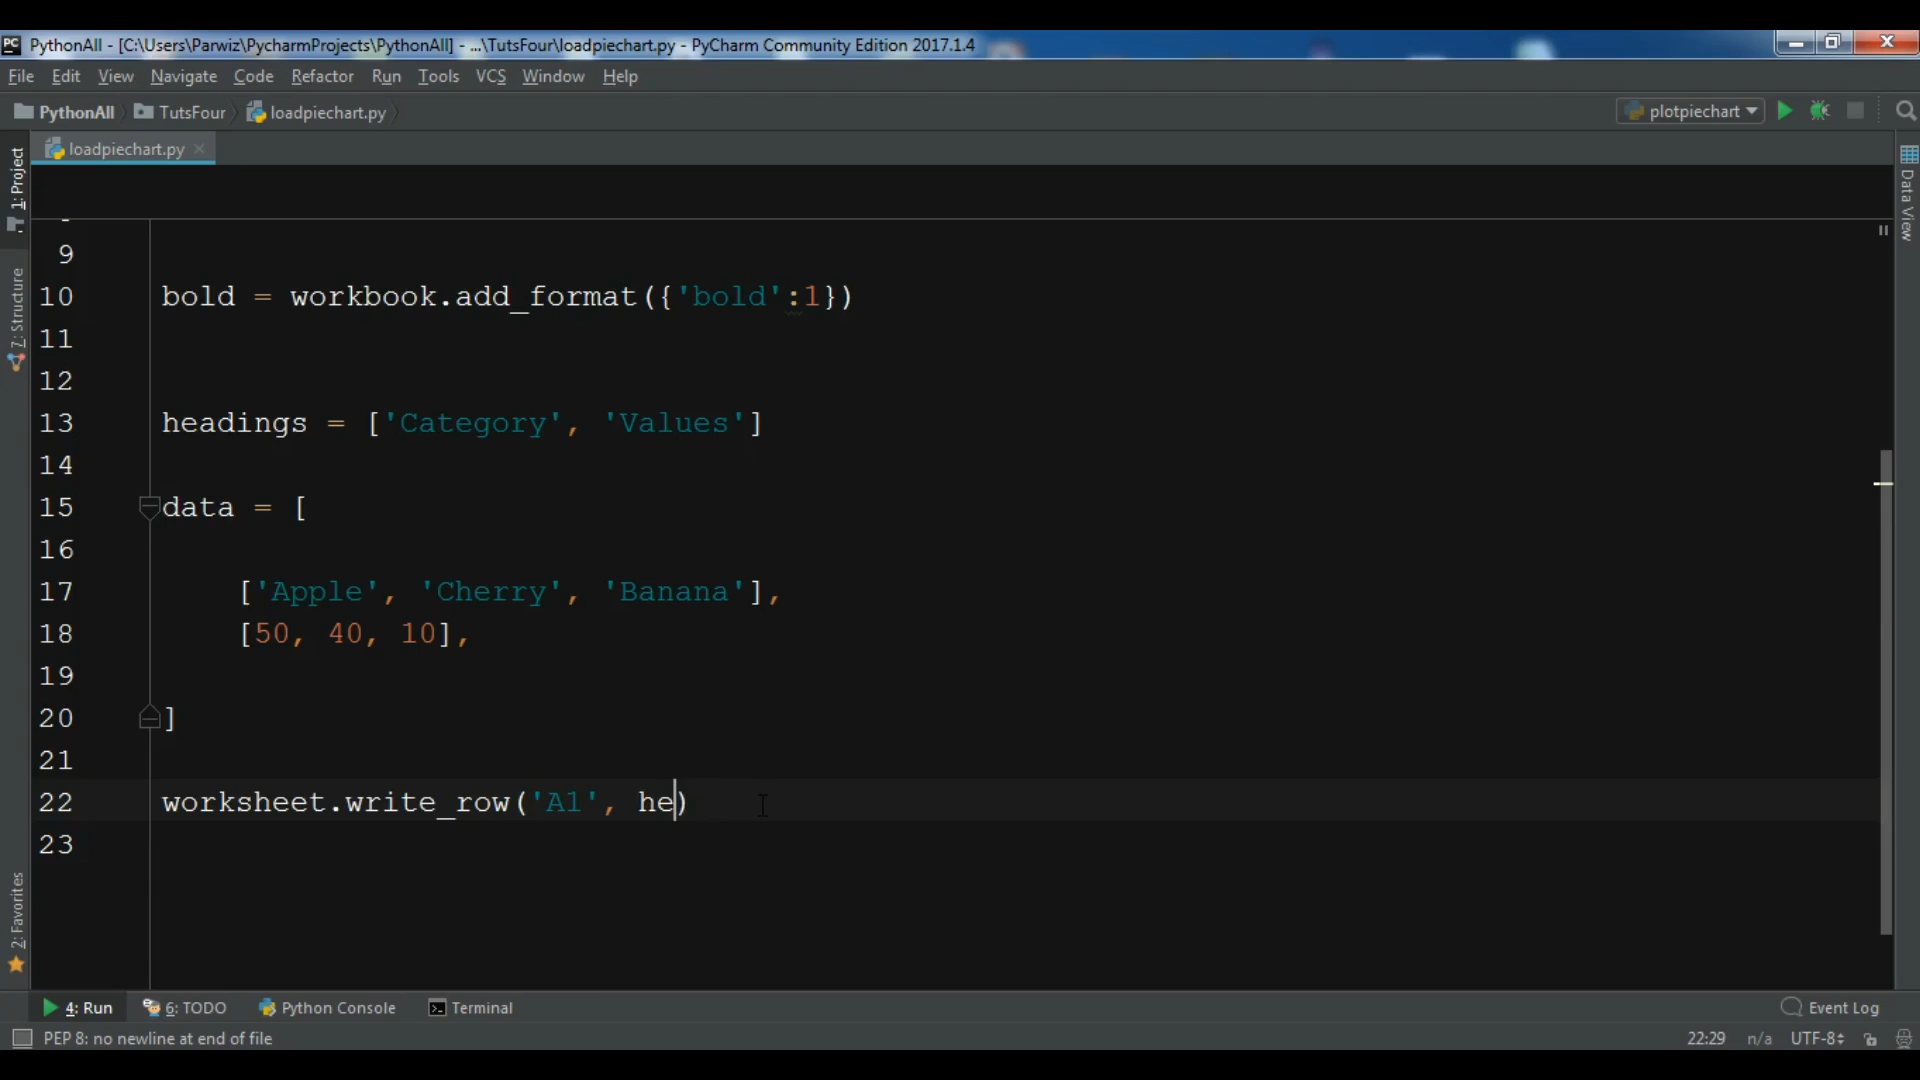 PC PythonAll - [C:\Users\Parwiz\PycharmProjects\PythonAll] - ...\TutsFour\loadpiechart.py - PyCharm Community Edition 2017.1.4
File Edit View Navigate Code Refactor Run Tools VCS Window Help
PythonAll TutsFour loadpiechart.py plotpiechart
loadpiechart.py
1: Project
7: Structure
2: Favorites
Data View
9
10 bold = workbook.add_format({'bold':1})
11
12
13 headings = ['Category', 'Values']
14
15 data = [
16
17 ['Apple', 'Cherry', 'Banana'],
18 [50, 40, 10],
19
20 ]
21
22 worksheet.write_row('A1', he)
23
4: Run 6: TODO Python Console Terminal Event Log
PEP 8: no newline at end of file 22:29 n/a UTF-8